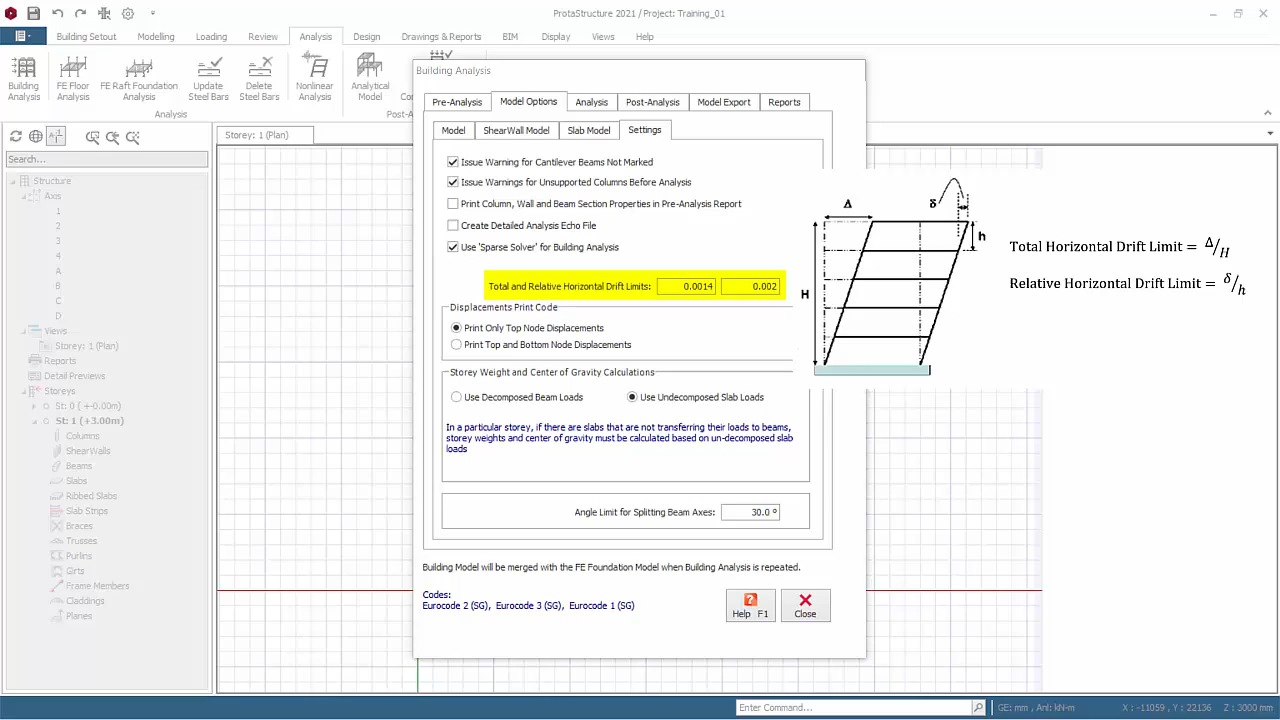 ProtaStructure 2021 / Project: Training_01
Building Setout Modelling Loading Review Analysis Design Drawings & Reports BIM Display Views Help
Building Analysis
FE Floor Analysis
FE Raft Foundation Analysis
Update Steel Bars
Delete Steel Bars
Nonlinear Analysis
Analytical Model
Analysis
Storey: 1 (Plan)
Search...
Structure
Axis
1
2
3
4
A
B
C
D
Views
Storey: 1 (Plan)
Reports
Detail Previews
Storeys
St: 0 ( +-0.00m)
St: 1 (+3.00m)
Columns
ShearWalls
Beams
Slabs
Ribbed Slabs
Slab Strips
Braces
Trusses
Purlins
Girts
Frame Members
Claddings
Planes
Building Analysis
Pre-Analysis Model Options Analysis Post-Analysis Model Export Reports
Model ShearWall Model Slab Model Settings
Issue Warning for Cantilever Beams Not Marked
Issue Warnings for Unsupported Columns Before Analysis
Print Column, Wall and Beam Section Properties in Pre-Analysis Report
Create Detailed Analysis Echo File
Use 'Sparse Solver' for Building Analysis
Total and Relative Horizontal Drift Limits: 0.0014 0.002
Displacements Print Code
Print Only Top Node Displacements
Print Top and Bottom Node Displacements
Storey Weight and Center of Gravity Calculations
Use Decomposed Beam Loads Use Undecomposed Slab Loads
In a particular storey, if there are slabs that are not transferring their loads to beams,
storey weights and center of gravity must be calculated based on un-decomposed slab
loads
Angle Limit for Splitting Beam Axes: 30.0 º
Building Model will be merged with the FE Foundation Model when Building Analysis is repeated.
Codes:
Eurocode 2 (SG), Eurocode 3 (SG), Eurocode 1 (SG)
Help F1
Close
Δ δ
h
H
Total Horizontal Drift Limit = Δ/H
Relative Horizontal Drift Limit = δ/h
Enter Command... GE: mm , Anl: kN-m X : -11059 , Y : 22136 Z : 3000 mm